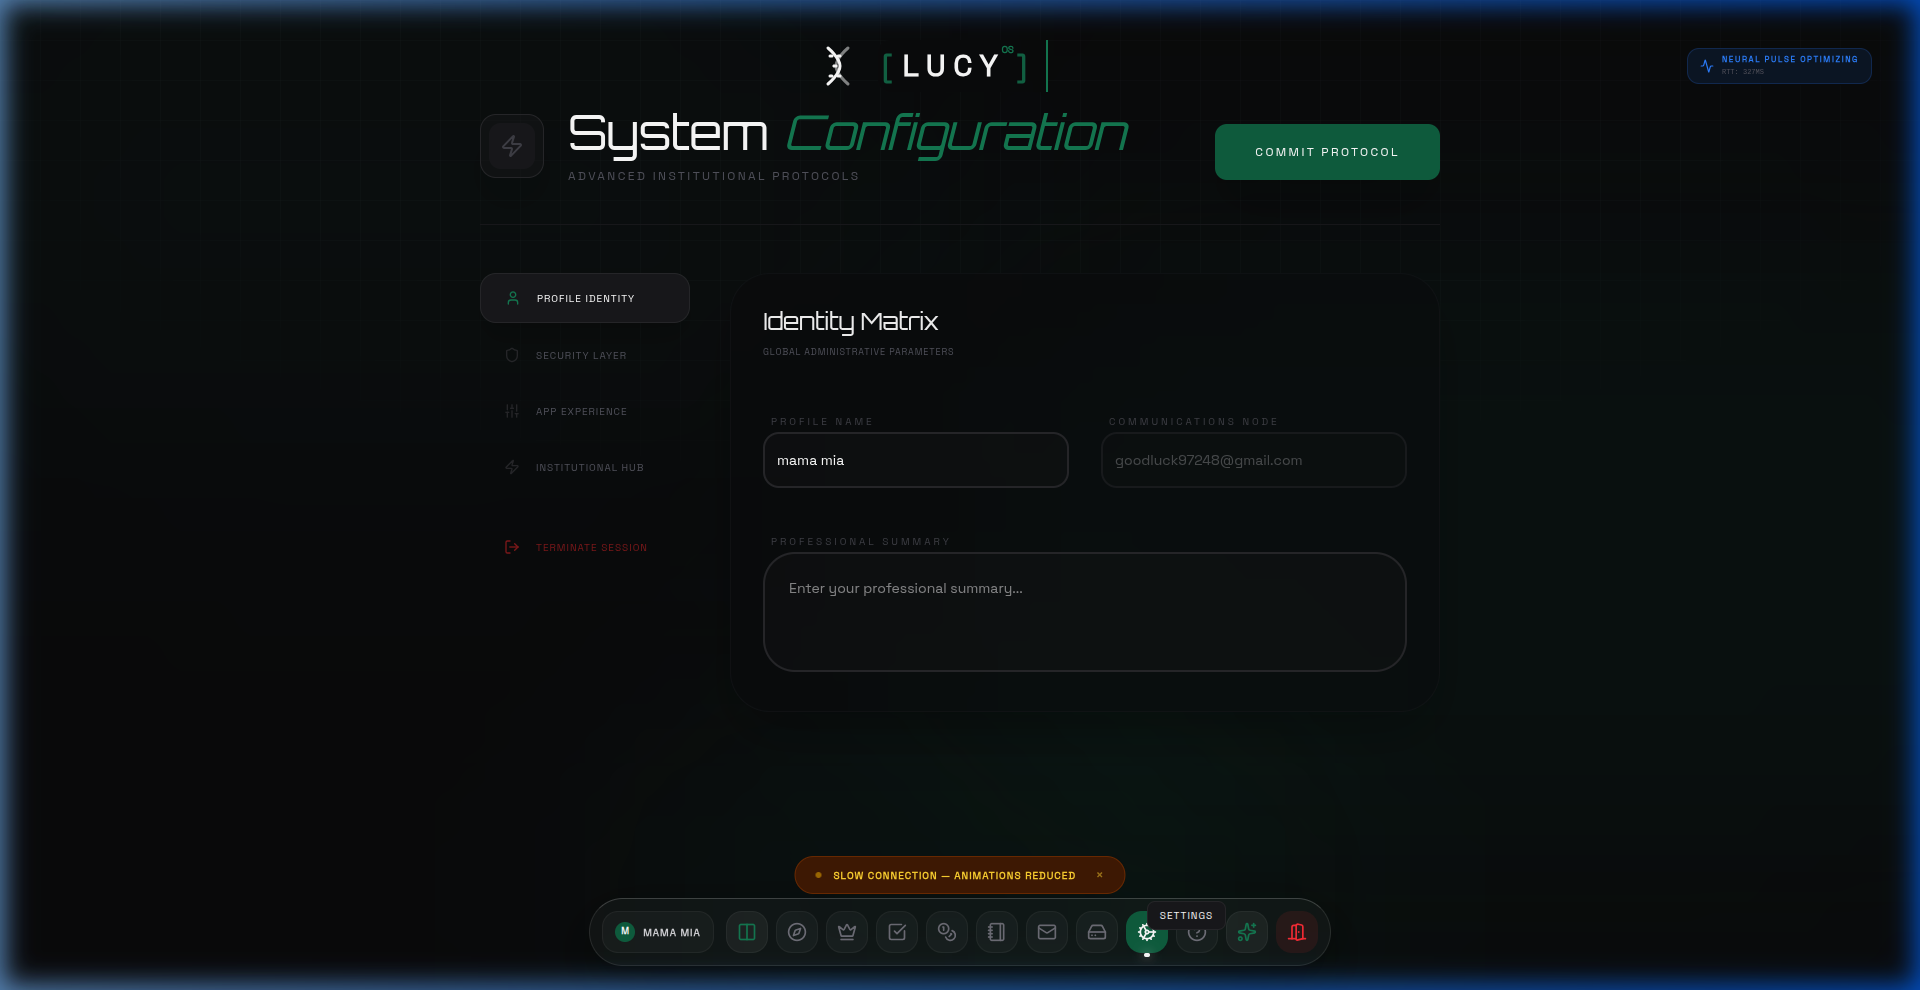 [LUCY OS]
NEURAL PULSE OPTIMIZING
RTT: 327MS
System Configuration
ADVANCED INSTITUTIONAL PROTOCOLS
COMMIT PROTOCOL
PROFILE IDENTITY
SECURITY LAYER
APP EXPERIENCE
INSTITUTIONAL HUB
TERMINATE SESSION
Identity Matrix
GLOBAL ADMINISTRATIVE PARAMETERS
PROFILE NAME
mama mia
COMMUNICATIONS NODE
goodluck97248@gmail.com
PROFESSIONAL SUMMARY
Enter your professional summary...
SLOW CONNECTION — ANIMATIONS REDUCED ×
SETTINGS
M MAMA MIA